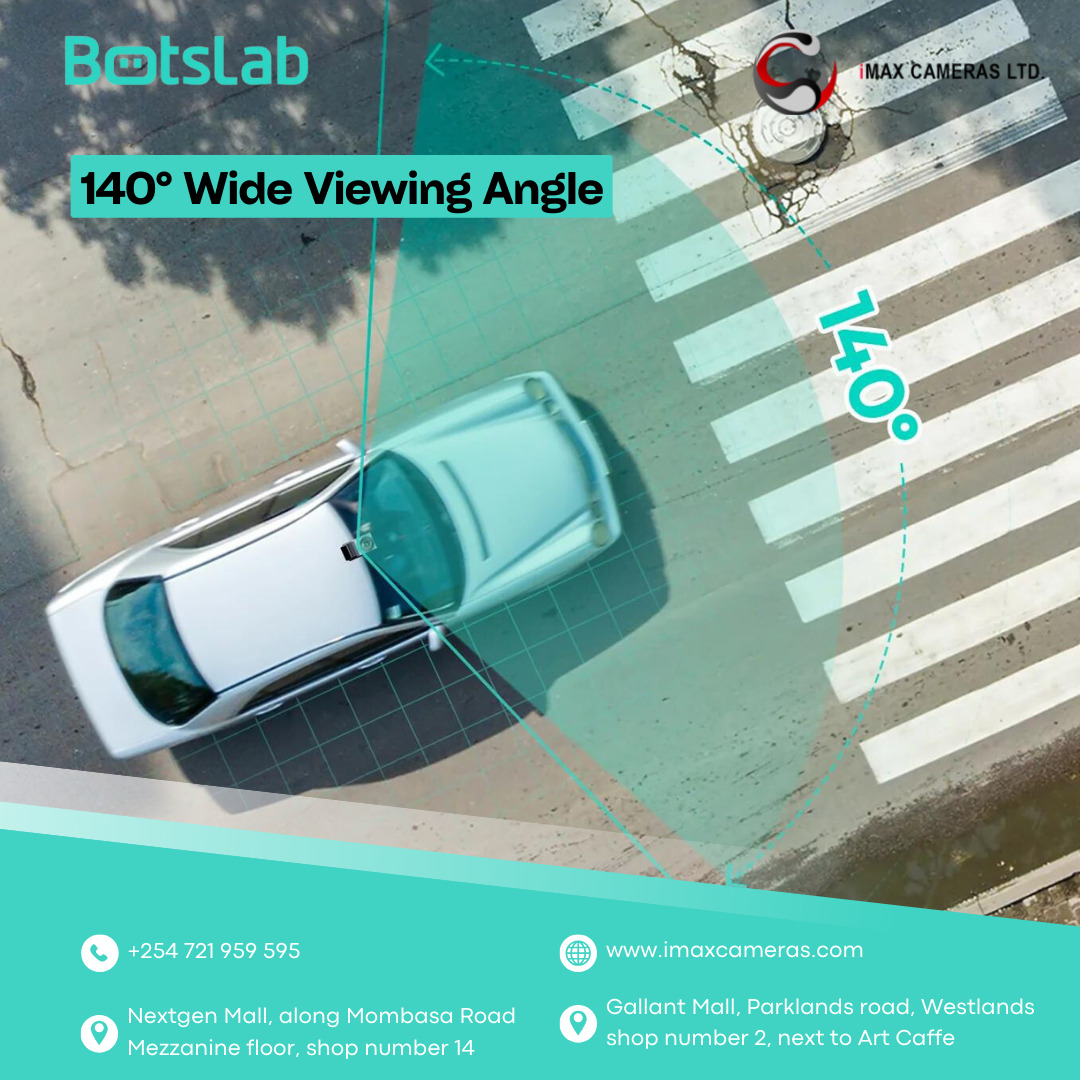 BotsLab
iMAX CAMERAS LTD.
140° Wide Viewing Angle
140°
+254 721 959 595
www.imaxcameras.com
Nextgen Mall, along Mombasa Road
Mezzanine floor, shop number 14
Gallant Mall, Parklands road, Westlands
shop number 2, next to Art Caffe